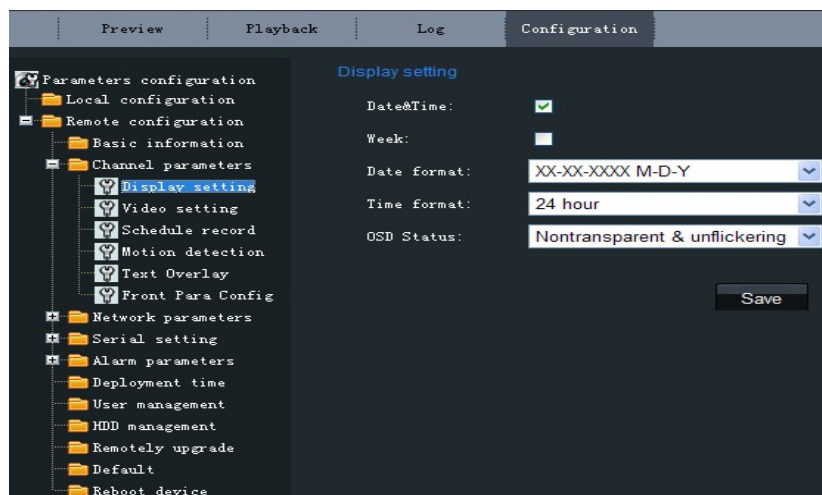 Preview Playback Log Configuration
Parameters configuration
Local configuration
Remote configuration
Basic information
Channel parameters
Display setting
Video setting
Schedule record
Motion detection
Text Overlay
Front Para Config
Network parameters
Serial setting
Alarm parameters
Deployment time
User management
HDD management
Remotely upgrade
Default
Reboot device
Display setting
Date&Time:
Week:
Date format: XX-XX-XXXX M-D-Y
Time format: 24 hour
OSD Status: Nontransparent & unflickering
Save